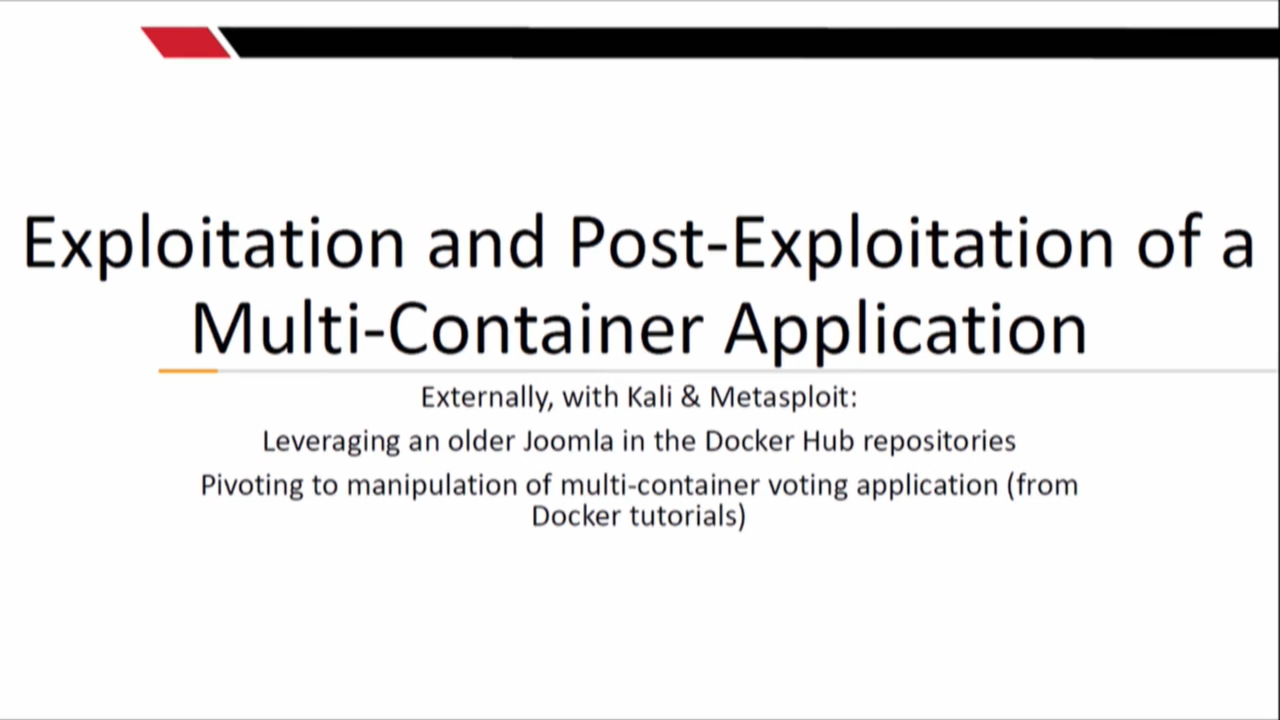 Exploitation and Post-Exploitation of a
Multi-Container Application
Externally, with Kali & Metasploit:
Leveraging an older Joomla in the Docker Hub repositories
Pivoting to manipulation of multi-container voting application (from
Docker tutorials)